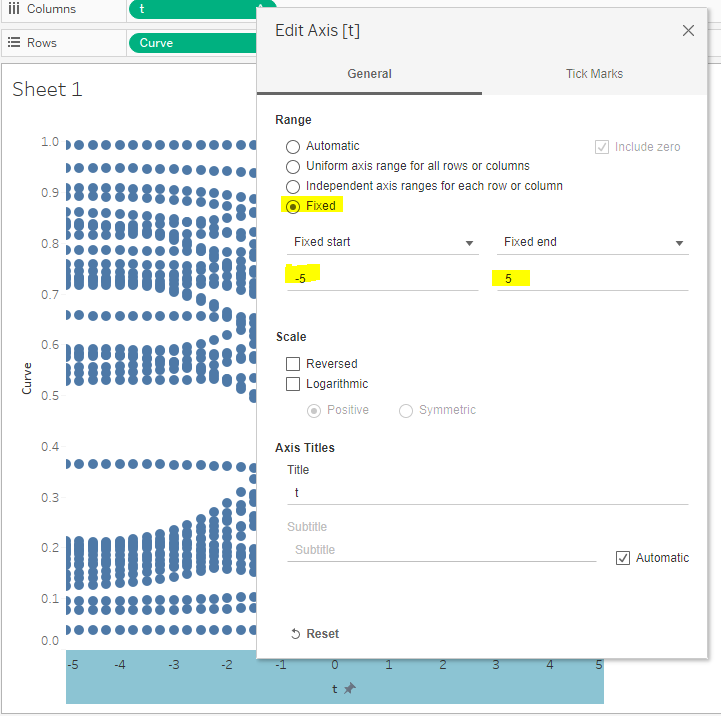 Columns
t
Rows
Curve
Sheet 1
1.0
0.9
0.8
0.7
0.6
0.5
0.4
0.3
0.2
0.1
0.0
Curve
-5 -4 -3 -2 -1 0 1 2 3 4 5
t
Edit Axis [t]
General Tick Marks
Range
Automatic Include zero
Uniform axis range for all rows or columns
Independent axis ranges for each row or column
Fixed
Fixed start Fixed end
-5 5
Scale
Reversed
Logarithmic
Positive Symmetric
Axis Titles
Title
t
Subtitle
Subtitle
Automatic
Reset